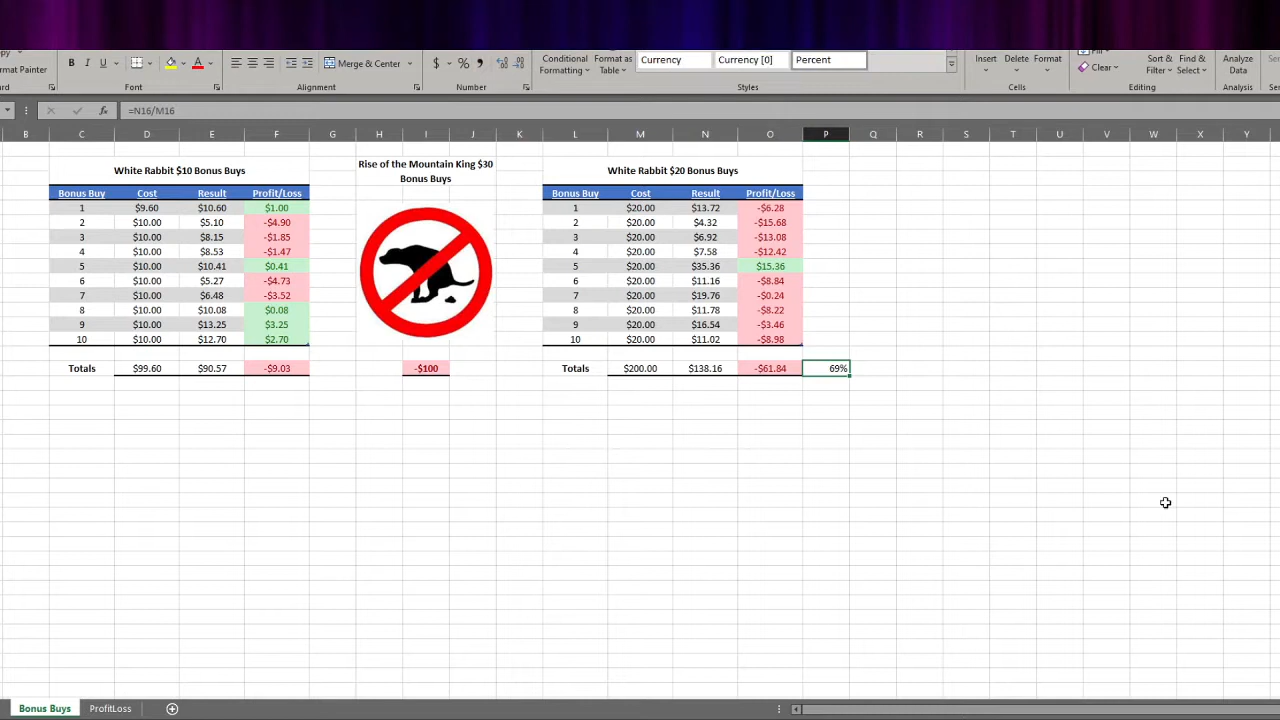 opy
rmat Painter
B I U
Merge & Center
$ % 9
Conditional Formatting
Format as Table
Currency
Currency [0]
Percent
Insert
Delete
Format
Clear
Sort & Filter
Find & Select
Analyze Data
rd
Font
Alignment
Number
Styles
Cells
Editing
Analysis
Se
fx =N16/M16
B C D E F G H I J K L M N O P Q R S T U V W X Y
White Rabbit $10 Bonus Buys
Bonus Buy Cost Result Profit/Loss
1 $9.60 $10.60 $1.00
2 $10.00 $5.10 -$4.90
3 $10.00 $8.15 -$1.85
4 $10.00 $8.53 -$1.47
5 $10.00 $10.41 $0.41
6 $10.00 $5.27 -$4.73
7 $10.00 $6.48 -$3.52
8 $10.00 $10.08 $0.08
9 $10.00 $13.25 $3.25
10 $10.00 $12.70 $2.70
Totals $99.60 $90.57 -$9.03
Rise of the Mountain King $30
Bonus Buys
-$100
White Rabbit $20 Bonus Buys
Bonus Buy Cost Result Profit/Loss
1 $20.00 $13.72 -$6.28
2 $20.00 $4.32 -$15.68
3 $20.00 $6.92 -$13.08
4 $20.00 $7.58 -$12.42
5 $20.00 $35.36 $15.36
6 $20.00 $11.16 -$8.84
7 $20.00 $19.76 -$0.24
8 $20.00 $11.78 -$8.22
9 $20.00 $16.54 -$3.46
10 $20.00 $11.02 -$8.98
Totals $200.00 $138.16 -$61.84 69%
Bonus Buys ProfitLoss